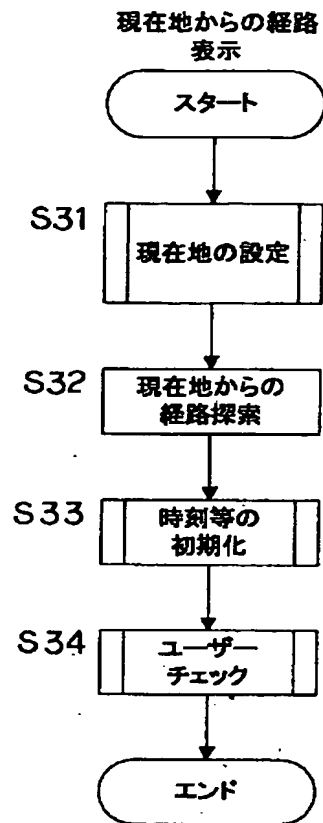 現在地からの経路
表示
スタート
S31
現在地の設定
S32
現在地からの
経路探索
S33
時刻等の
初期化
S34
ユーザー
チェック
エンド